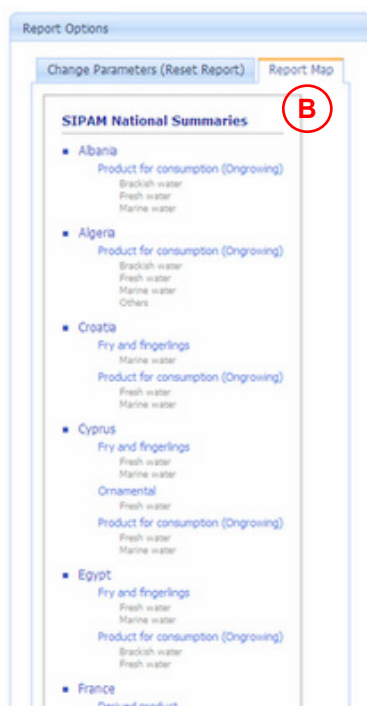 Report Options
Change Parameters (Reset Report) Report Map
B
SIPAM National Summaries
Albania
Product for consumption (Ongrowing)
Brackish water
Fresh water
Marine water
Algeria
Product for consumption (Ongrowing)
Brackish water
Fresh water
Marine water
Others
Croatia
Fry and fingerlings
Marine water
Product for consumption (Ongrowing)
Fresh water
Marine water
Cyprus
Fry and fingerlings
Fresh water
Marine water
Ornamental
Fresh water
Product for consumption (Ongrowing)
Fresh water
Marine water
Egypt
Fry and fingerlings
Fresh water
Marine water
Product for consumption (Ongrowing)
Brackish water
Fresh water
France
Derived product